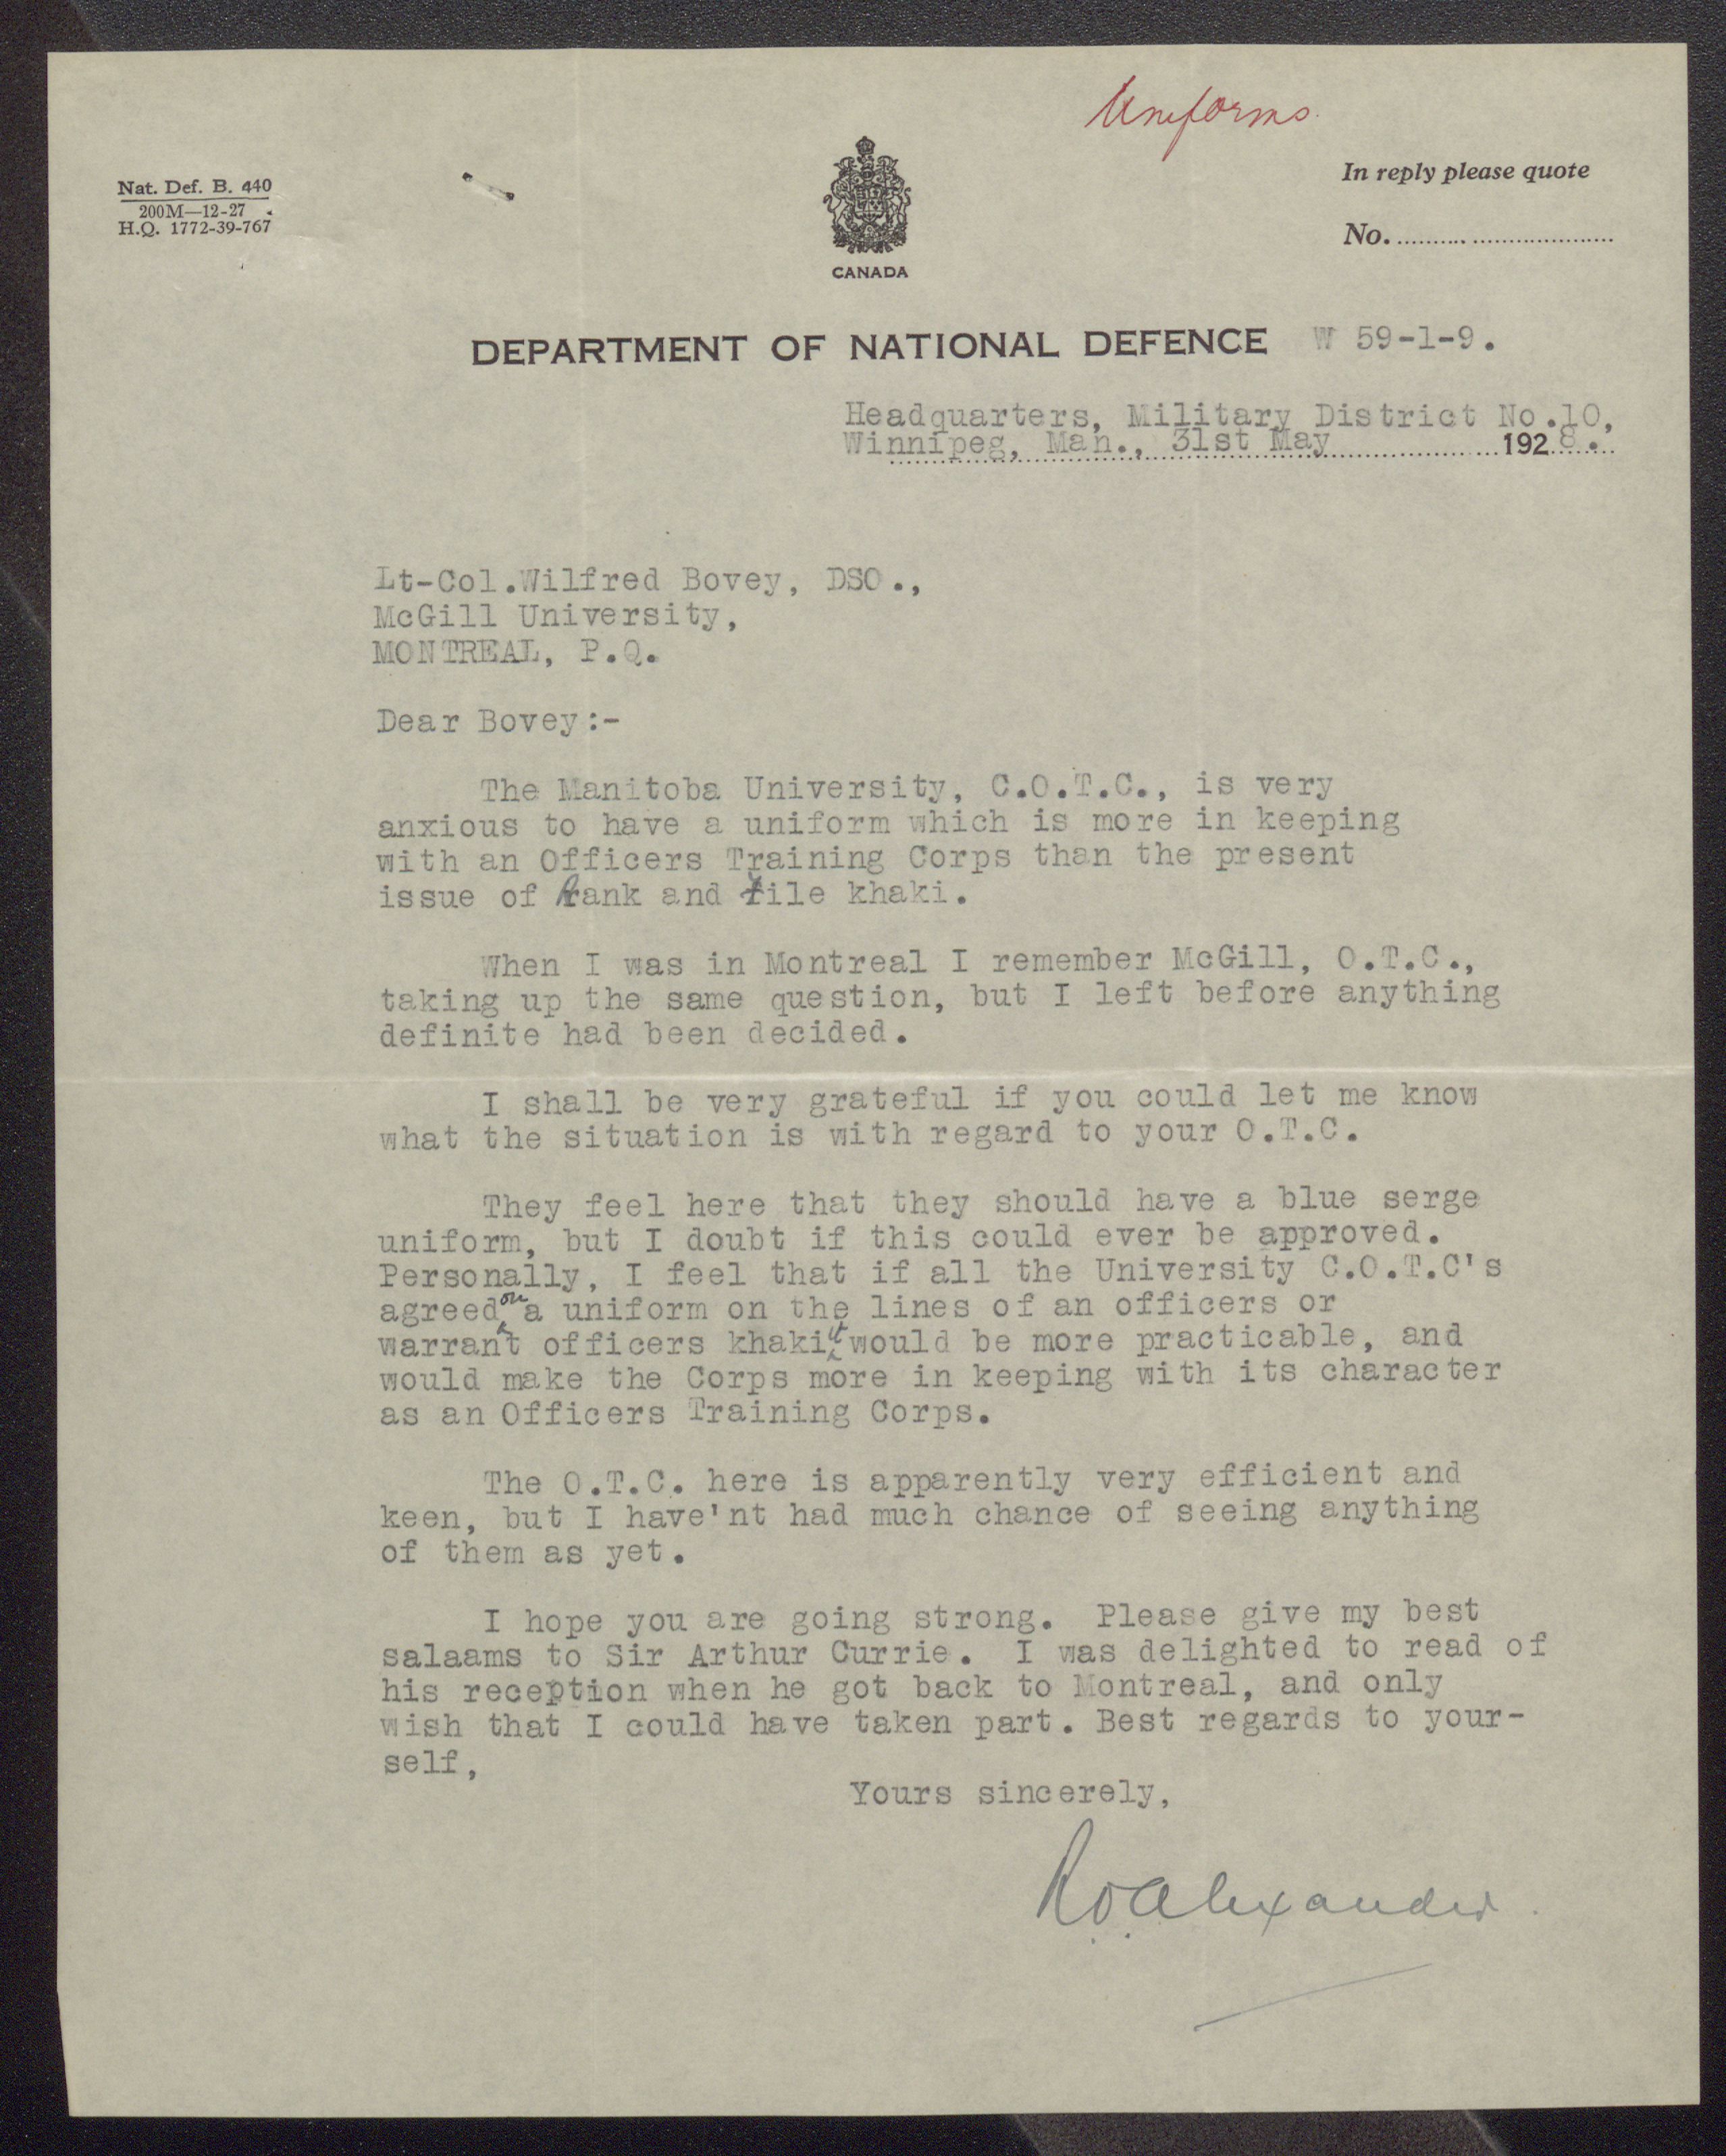 Uniforms.
Nat. Def. B. 440
200M—12-27
H.Q. 1772-39-767
CANADA
In reply please quote
No.
DEPARTMENT OF NATIONAL DEFENCE W 59-1-9.
Headquarters, Military District No.10,
Winnipeg, Man., 31st May 1928.
Lt-Col.Wilfred Bovey, DSO.,
McGill University,
MONTREAL, P.Q.
Dear Bovey:-
The Manitoba University, C.O.T.C., is very
anxious to have a uniform which is more in keeping
with an Officers Training Corps than the present
issue of Rank and file khaki.
When I was in Montreal I remember McGill, O.T.C.,
taking up the same question, but I left before anything
definite had been decided.
I shall be very grateful if you could let me know
what the situation is with regard to your O.T.C.
They feel here that they should have a blue serge
uniform, but I doubt if this could ever be approved.
Personally, I feel that if all the University C.O.T.C's
agreed on a uniform on the lines of an officers or
warrant officers khaki, it would be more practicable, and
would make the Corps more in keeping with its character
as an Officers Training Corps.
The O.T.C. here is apparently very efficient and
keen, but I have'nt had much chance of seeing anything
of them as yet.
I hope you are going strong. Please give my best
salaams to Sir Arthur Currie. I was delighted to read of
his reception when he got back to Montreal, and only
wish that I could have taken part. Best regards to your-
self,
Yours sincerely,
RO Alexander.